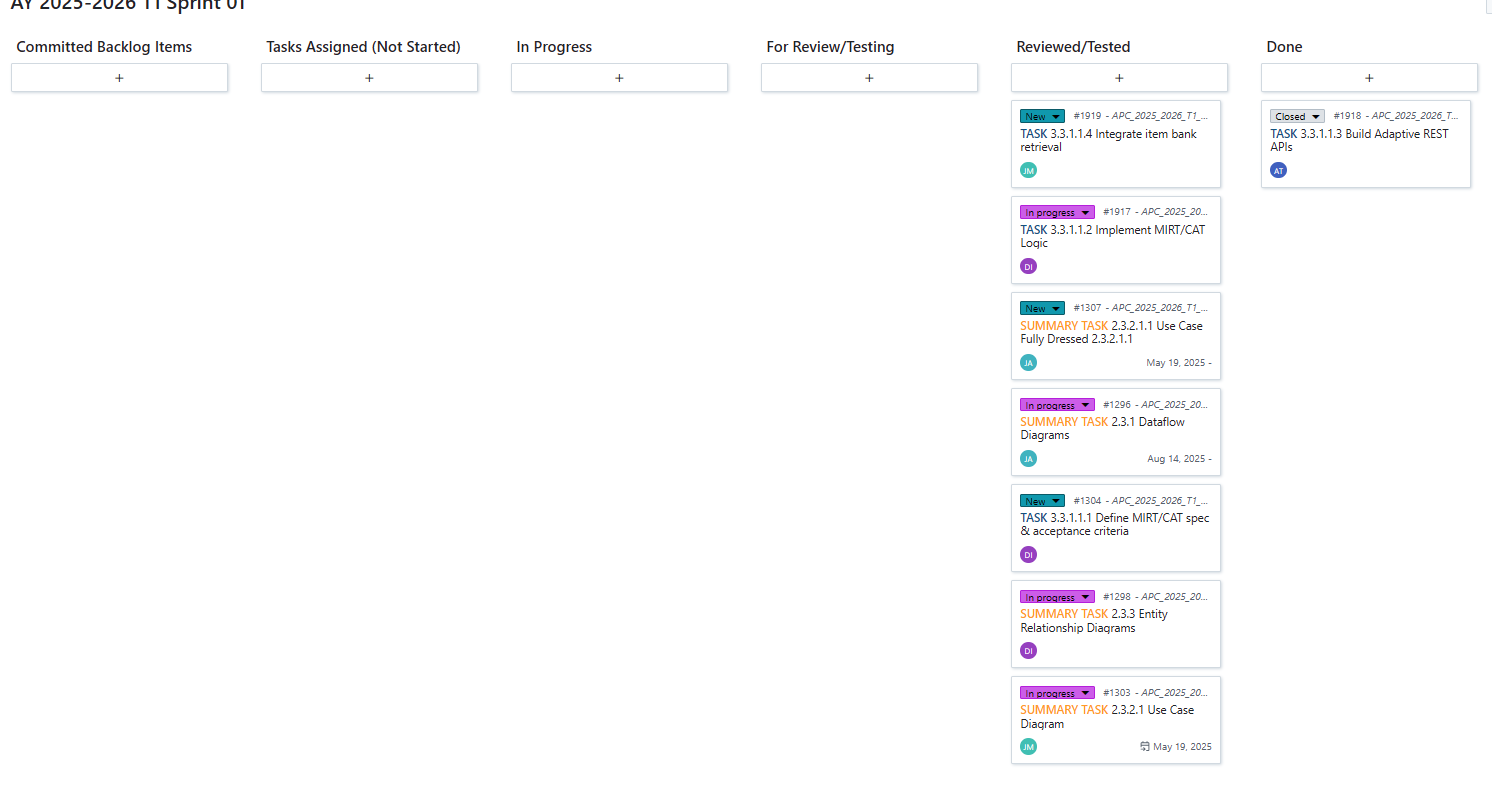 AY 2025-2026 T1 Sprint 01
Committed Backlog Items
+
Tasks Assigned (Not Started)
+
In Progress
+
For Review/Testing
+
Reviewed/Tested
+
New #1919 - APC_2025_2026_T1_...
TASK 3.3.1.1.4 Integrate item bank
retrieval
JM
In progress #1917 - APC_2025_20...
TASK 3.3.1.1.2 Implement MIRT/CAT
Logic
DI
New #1307 - APC_2025_2026_T1_...
SUMMARY TASK 2.3.2.1.1 Use Case
Fully Dressed 2.3.2.1.1
JA May 19, 2025 -
In progress #1296 - APC_2025_20...
SUMMARY TASK 2.3.1 Dataflow
Diagrams
JA Aug 14, 2025 -
New #1304 - APC_2025_2026_T1_...
TASK 3.3.1.1.1 Define MIRT/CAT spec
& acceptance criteria
DI
In progress #1298 - APC_2025_20...
SUMMARY TASK 2.3.3 Entity
Relationship Diagrams
DI
In progress #1303 - APC_2025_20...
SUMMARY TASK 2.3.2.1 Use Case
Diagram
JM May 19, 2025
Done
+
Closed #1918 - APC_2025_2026_T...
TASK 3.3.1.1.3 Build Adaptive REST
APIs
AT